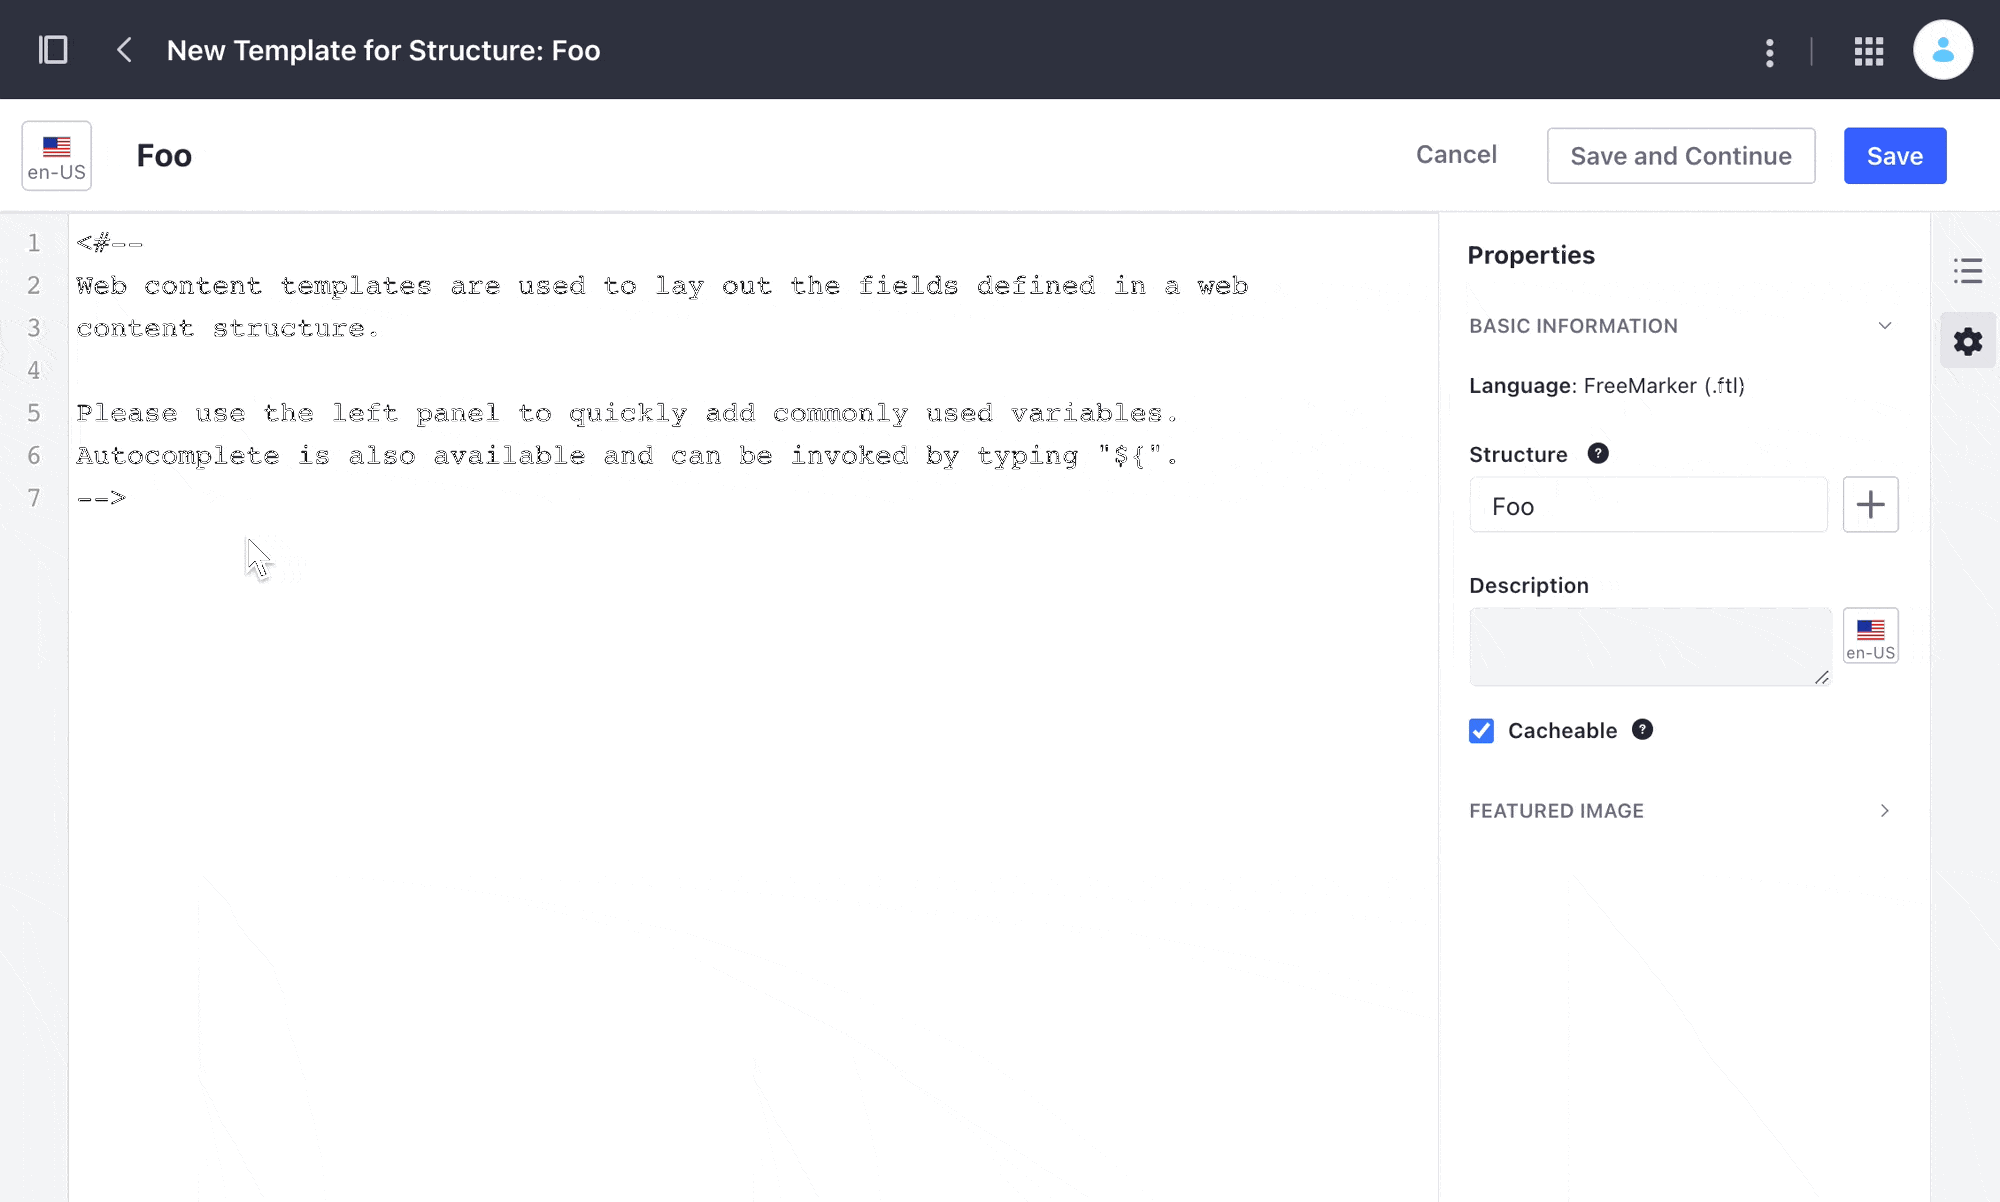 New Template for Structure: Foo
en-US
Foo
Cancel
Save and Continue
Save
1 <#--
2 Web content templates are used to lay out the fields defined in a web
3 content structure.
4
5 Please use the left panel to quickly add commonly used variables.
6 Autocomplete is also available and can be invoked by typing "${".
7 -->
Properties
BASIC INFORMATION
Language: FreeMarker (.ftl)
Structure ?
Foo
Description
en-US
Cacheable ?
FEATURED IMAGE